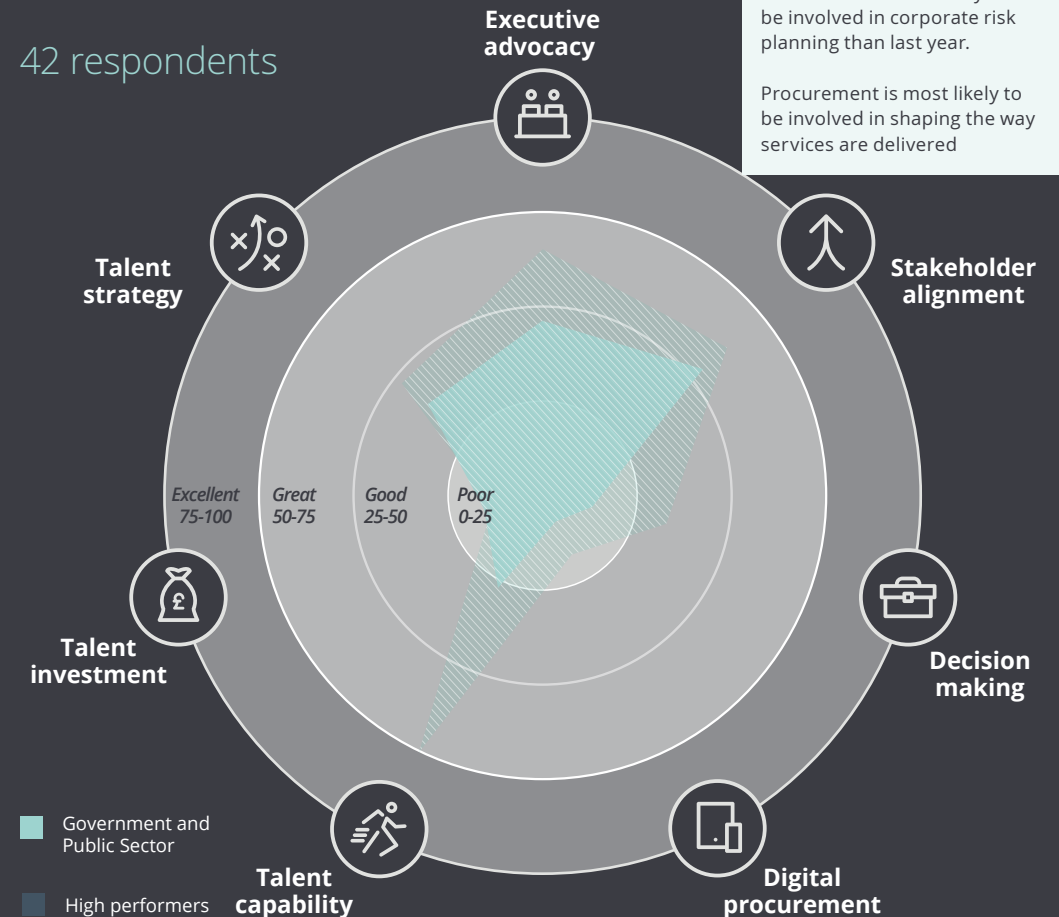 Executive
advocacy
42 respondents
be involved in corporate risk
planning than last year.
Procurement is most likely to
be involved in shaping the way
services are delivered
Talent
strategy
Stakeholder
alignment
Excellent
75-100
Great
50-75
Good
25-50
Poor
0-25
£
Talent
investment
Decision
making
Government and
Public Sector
High performers
Talent
capability
Digital
procurement